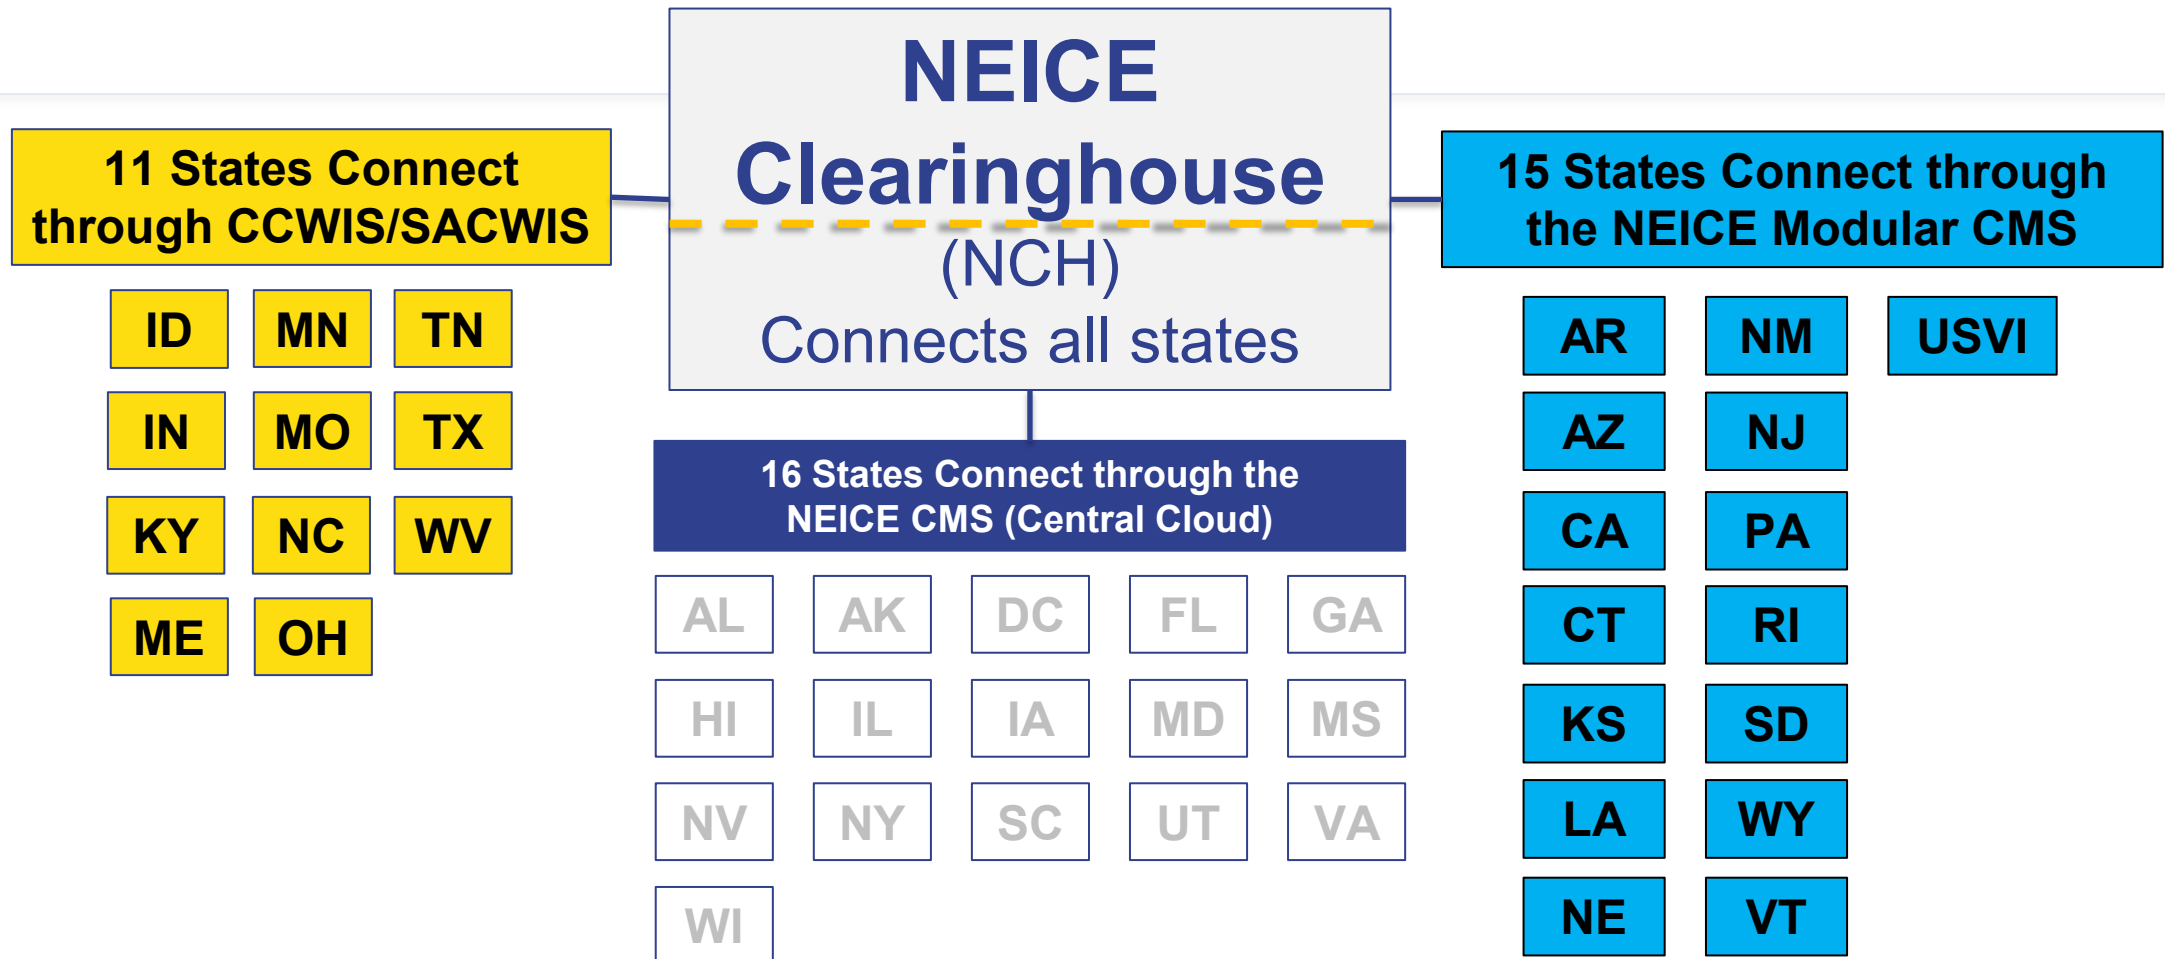 NEICE
Clearinghouse
(NCH)
Connects all states
11 States Connect
through CCWIS/SACWIS
ID MN TN
IN MO TX
KY NC WV
ME OH
16 States Connect through the
NEICE CMS (Central Cloud)
AL AK DC FL GA
HI IL IA MD MS
NV NY SC UT VA
WI
15 States Connect through
the NEICE Modular CMS
AR NM USVI
AZ NJ
CA PA
CT RI
KS SD
LA WY
NE VT